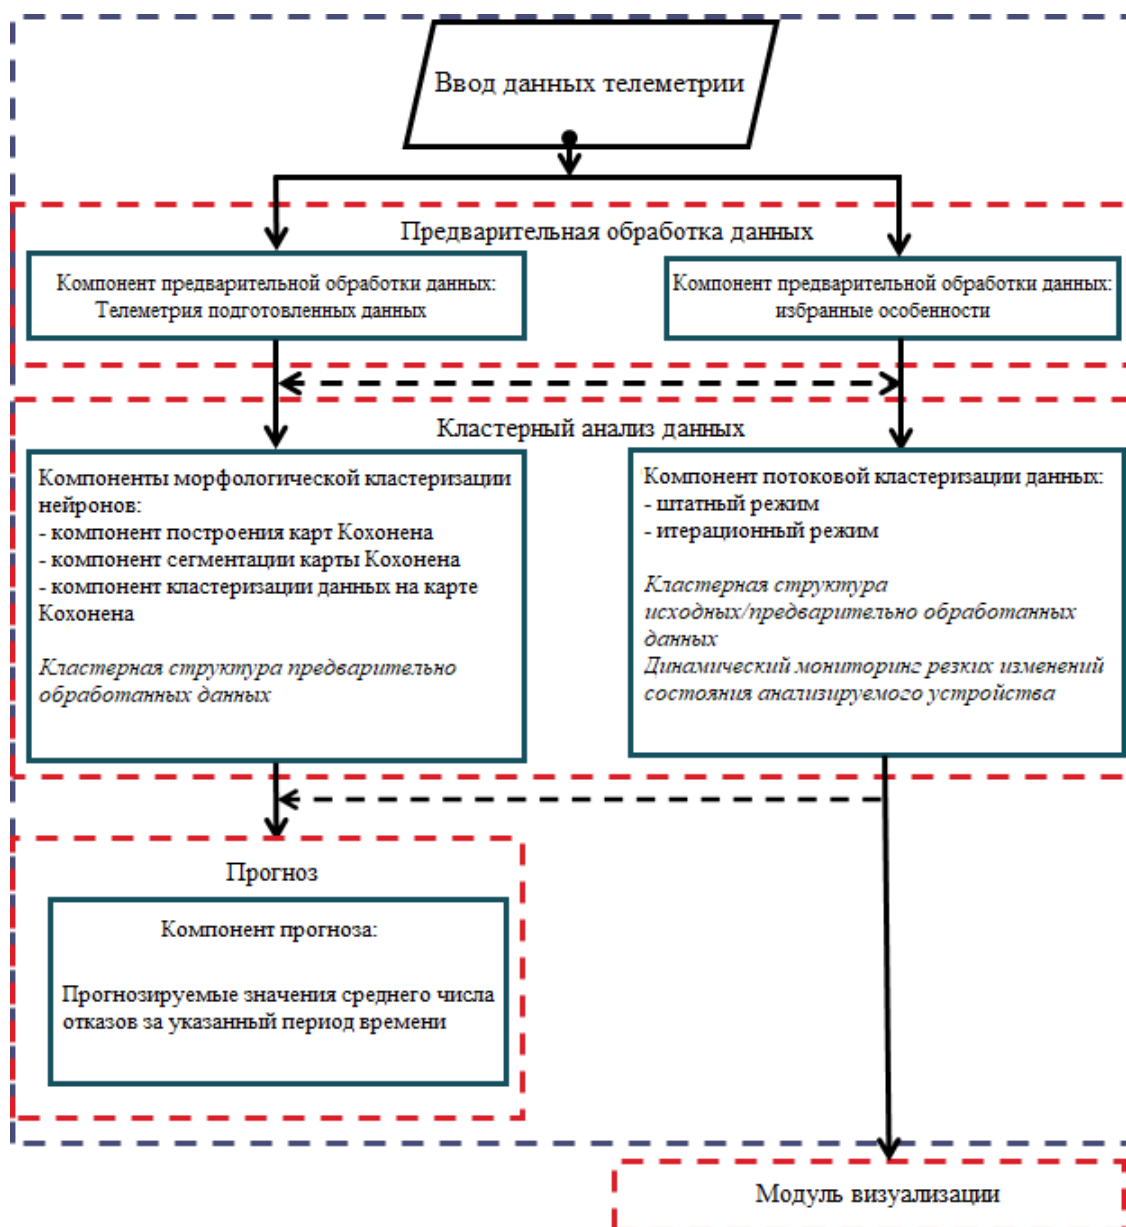 Ввод данных телеметрии
Предварительная обработка данных
Компонент предварительной обработки данных:
Телеметрия подготовленных данных
Компонент предварительной обработки данных:
избранные особенности
Кластерный анализ данных
Компоненты морфологической кластеризации
нейронов:
- компонент построения карт Кохонена
- компонент сегментации карты Кохонена
- компонент кластеризации данных на карте
Кохонена
Кластерная структура предварительно
обработанных данных
Компонент потоковой кластеризации данных:
- штатный режим
- итерационный режим
Кластерная структура
исходных/предварительно обработанных
данных
Динамический мониторинг резких изменений
состояния анализируемого устройства
Прогноз
Компонент прогноза:
Прогнозируемые значения среднего числа
отказов за указанный период времени
Модуль визуализации